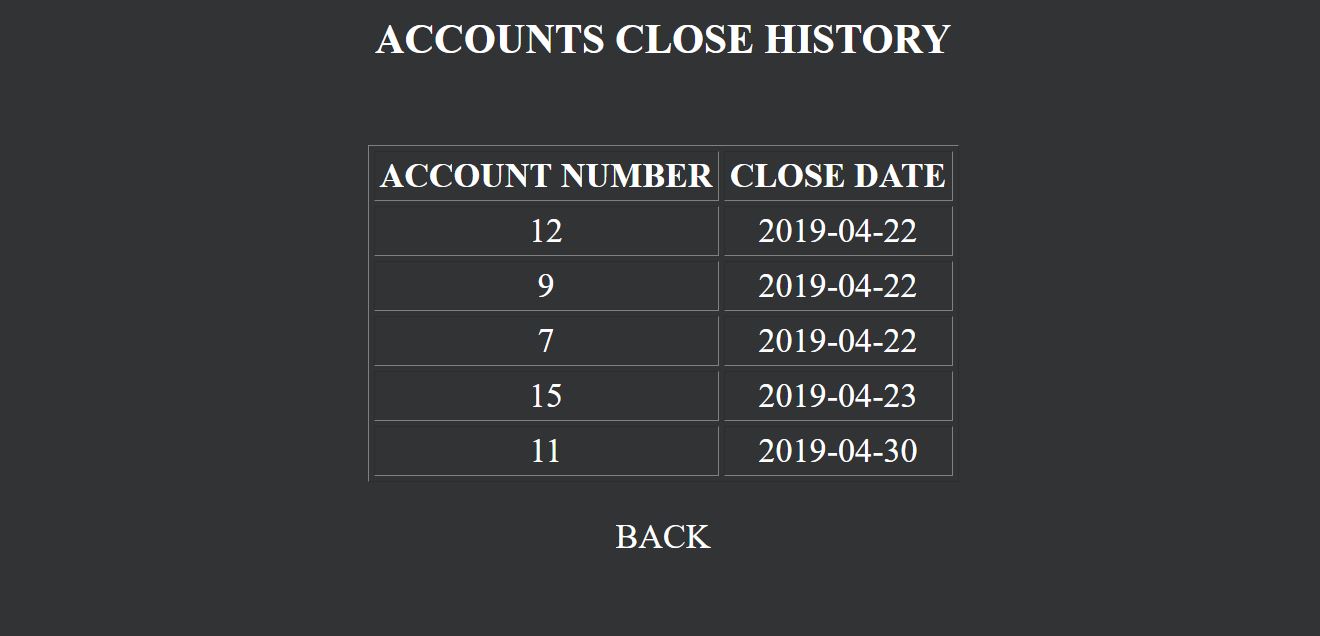 ACCOUNTS CLOSE HISTORY
ACCOUNT NUMBER CLOSE DATE
12 2019-04-22
9 2019-04-22
7 2019-04-22
15 2019-04-23
11 2019-04-30
BACK